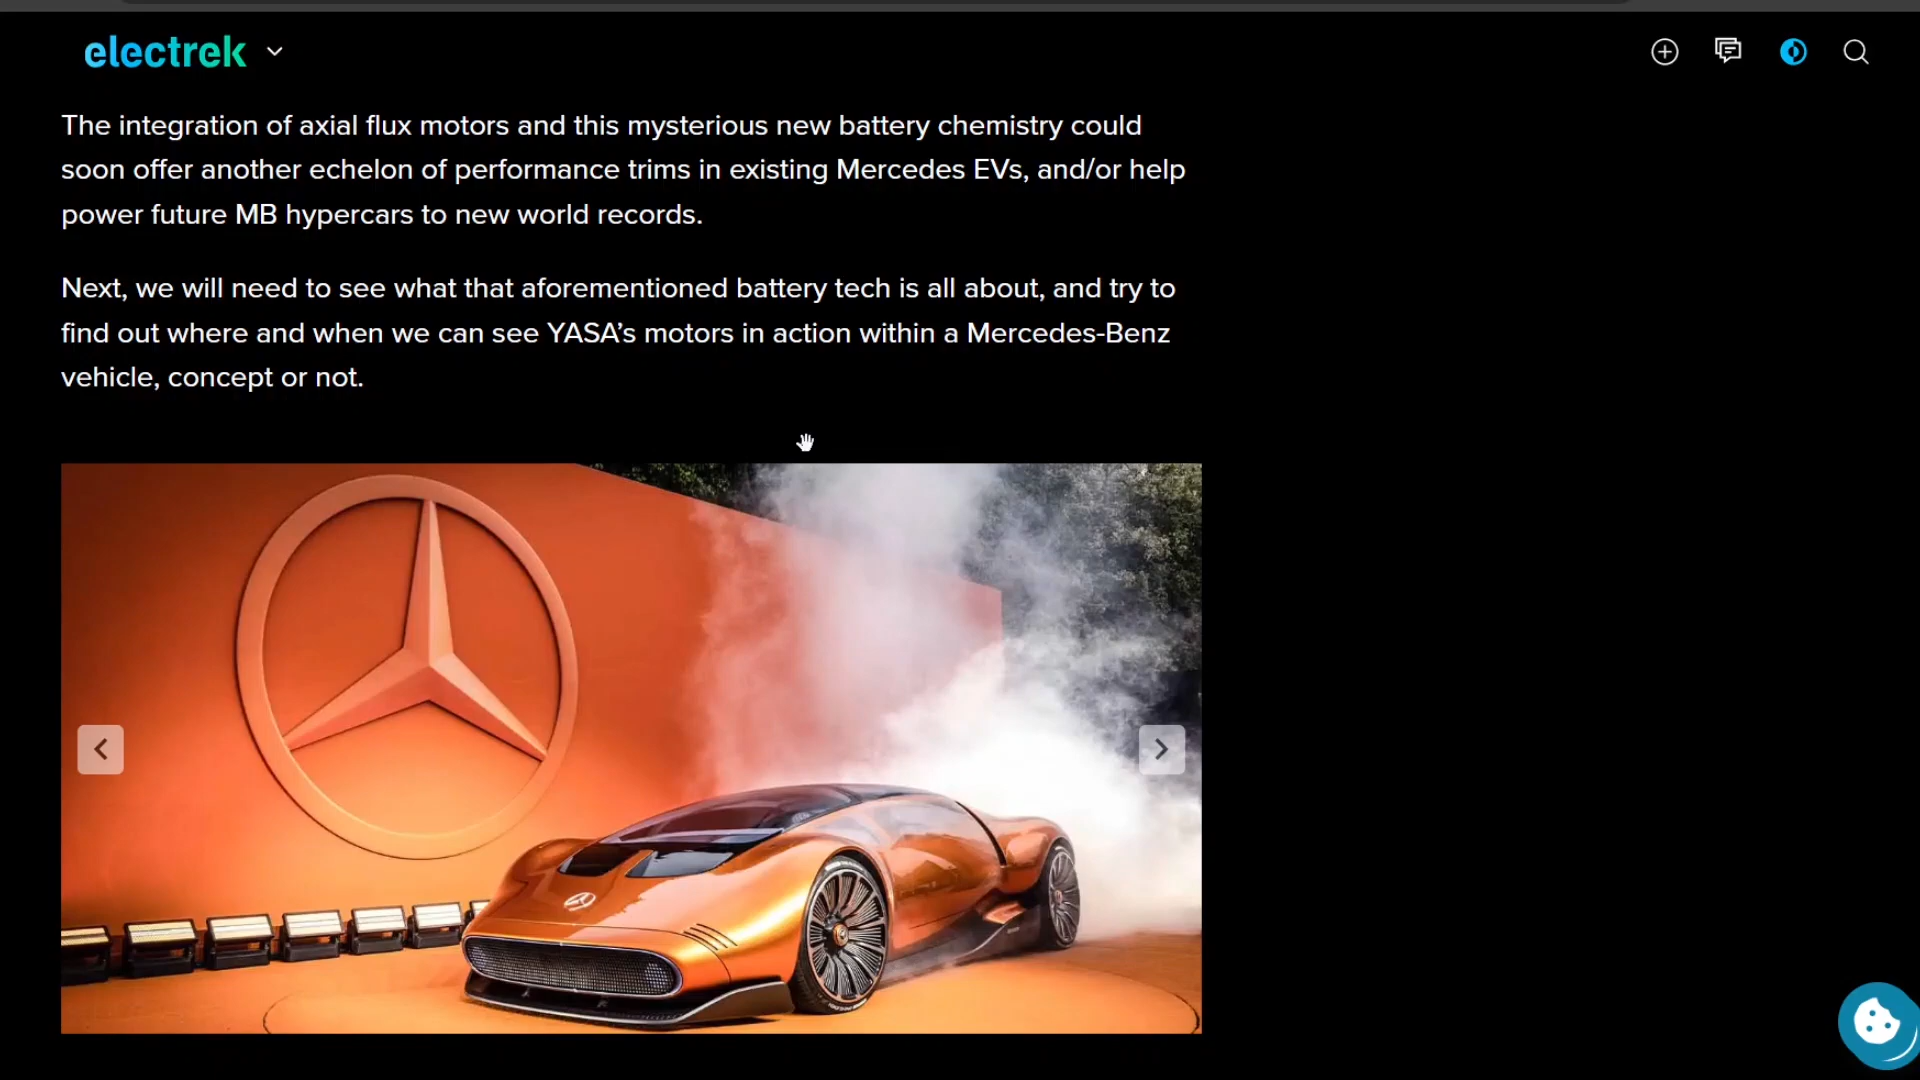 electrek
The integration of axial flux motors and this mysterious new battery chemistry could
soon offer another echelon of performance trims in existing Mercedes EVs, and/or help
power future MB hypercars to new world records.
Next, we will need to see what that aforementioned battery tech is all about, and try to
find out where and when we can see YASA’s motors in action within a Mercedes-Benz
vehicle, concept or not.